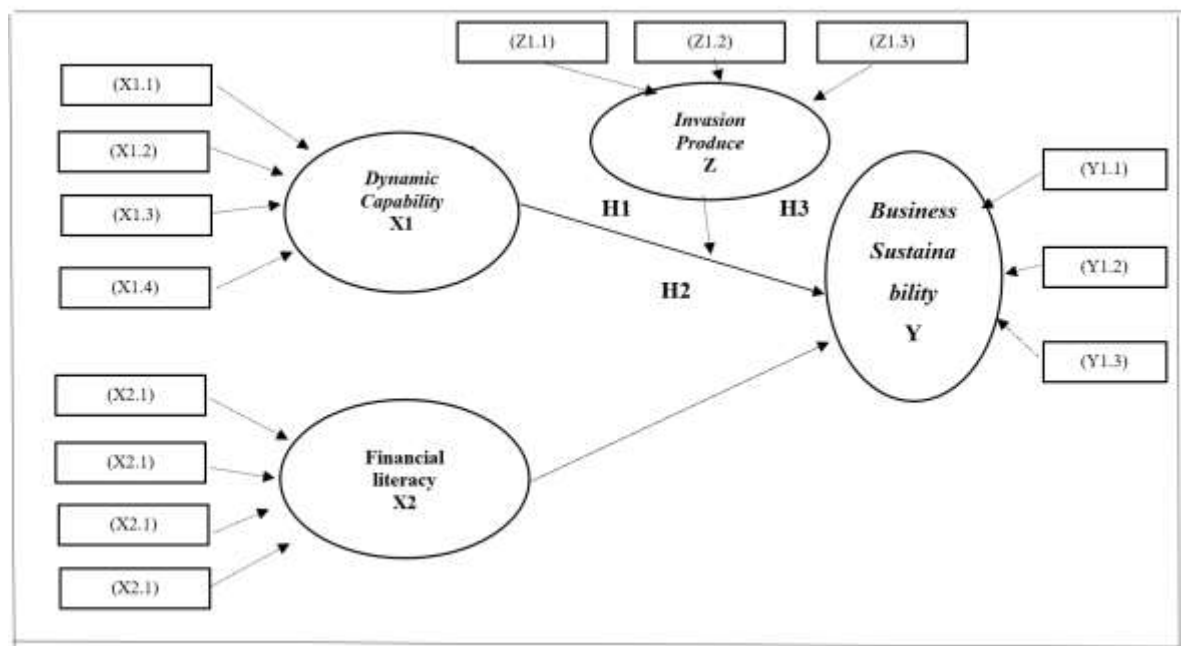 (Z1.1)
(Z1.2)
(Z1.3)
(X1.1)
(X1.2)
(X1.3)
(X1.4)
Dynamic
Capability
X1
Invasion
Produce
Z
H1
H3
H2
Business
Sustaina
bility
Y
(Y1.1)
(Y1.2)
(Y1.3)
(X2.1)
(X2.1)
(X2.1)
(X2.1)
Financial
literacy
X2